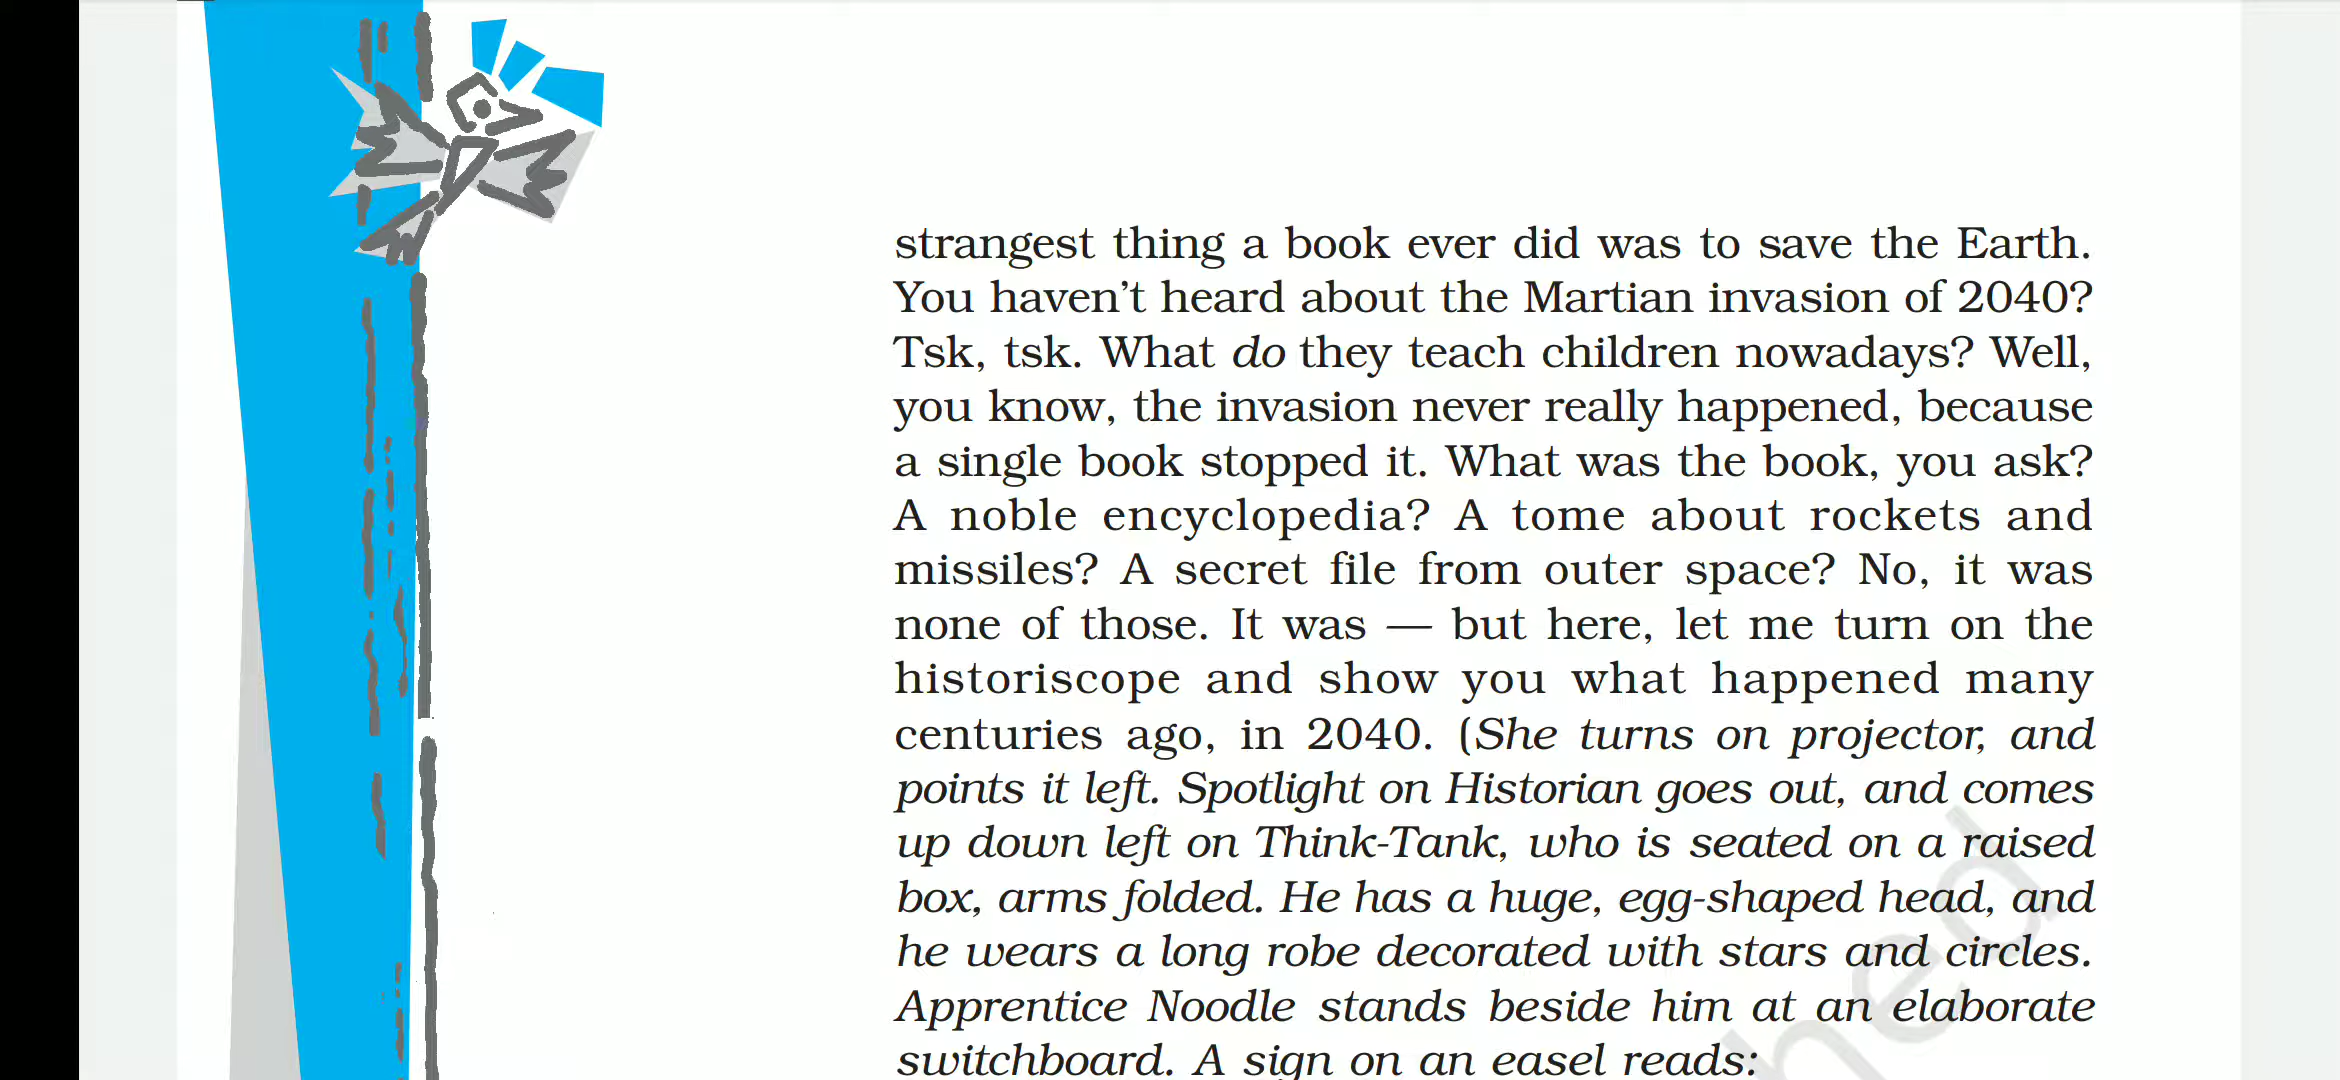 strangest thing a book ever did was to save the Earth.
You haven't heard about the Martian invasion of 2040?
Tsk, tsk. What do they teach children nowadays? Well,
you know, the invasion never really happened, because
a single book stopped it. What was the book, you ask?
A noble encyclopedia? A tome about rockets and
missiles? A secret file from outer space? No, it was
none of those. It was — but here, let me turn on the
historiscope and show you what happened many
centuries ago, in 2040. (She turns on projector, and
points it left. Spotlight on Historian goes out, and comes
up down left on Think-Tank, who is seated on a raised
box, arms folded. He has a huge, egg-shaped head, and
he wears a long robe decorated with stars and circles.
Apprentice Noodle stands beside him at an elaborate
switchboard. A sign on an easel reads:
hed